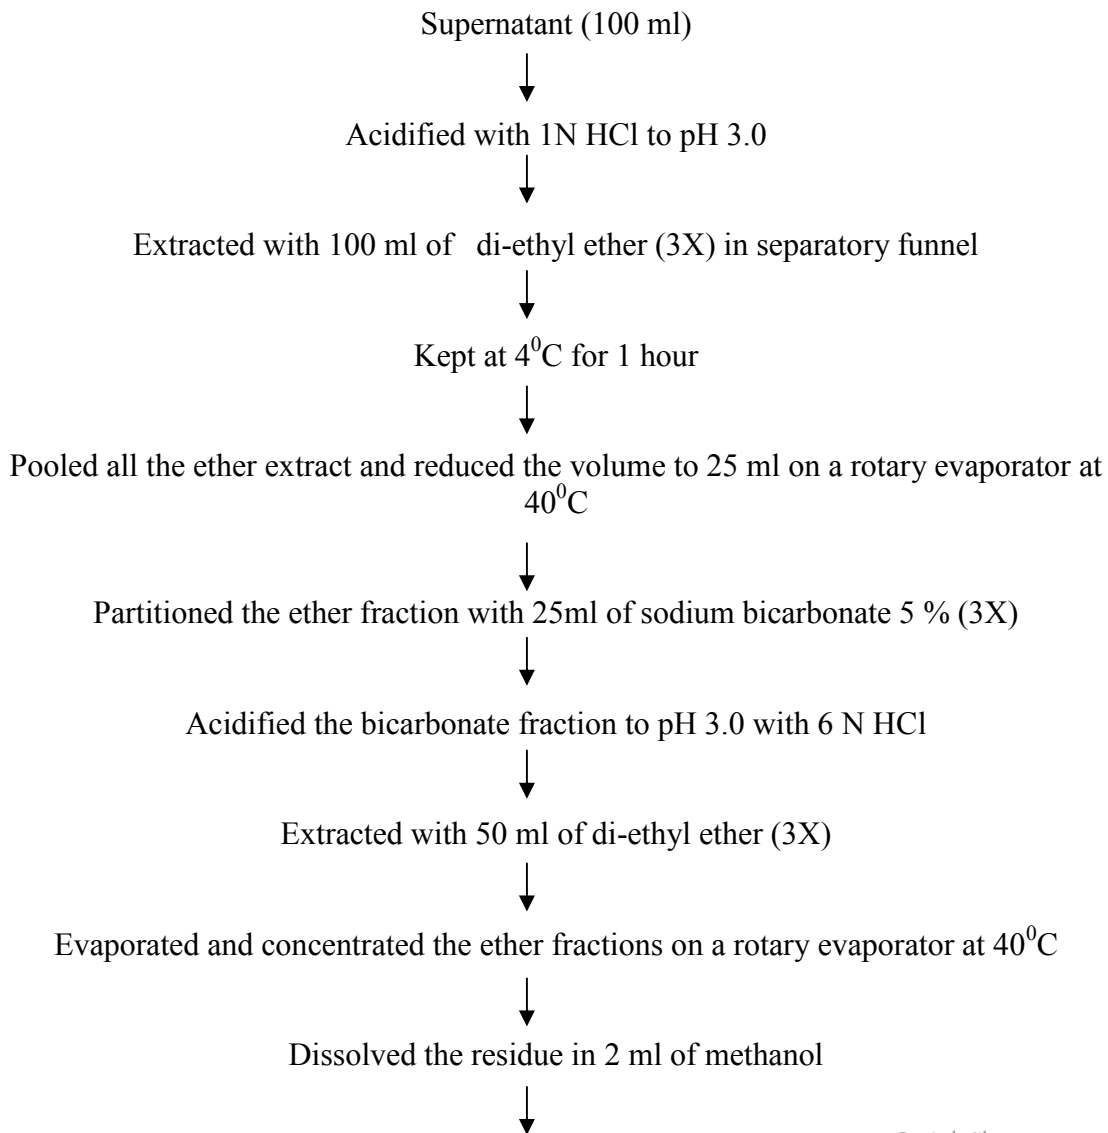 Supernatant (100 ml)
Acidified with 1N HCl to pH 3.0
Extracted with 100 ml of di-ethyl ether (3X) in separatory funnel
Kept at 4⁰C for 1 hour
Pooled all the ether extract and reduced the volume to 25 ml on a rotary evaporator at
40⁰C
Partitioned the ether fraction with 25ml of sodium bicarbonate 5 % (3X)
Acidified the bicarbonate fraction to pH 3.0 with 6 N HCl
Extracted with 50 ml of di-ethyl ether (3X)
Evaporated and concentrated the ether fractions on a rotary evaporator at 40⁰C
Dissolved the residue in 2 ml of methanol